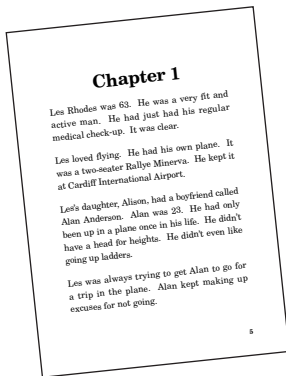 Chapter 1
Les Rhodes was 63. He was a very fit and
active man. He had just had his regular
medical check-up. It was clear.
Les loved flying. He had his own plane. It
was a two-seater Rallye Minerva. He kept it
at Cardiff International Airport.
Les's daughter, Alison, had a boyfriend called
Alan Anderson. Alan was 23. He had only
been up in a plane once in his life. He didn't
have a head for heights. He didn't even like
going up ladders.
Les was always trying to get Alan to go for
a trip in the plane. Alan kept making up
excuses for not going.
5